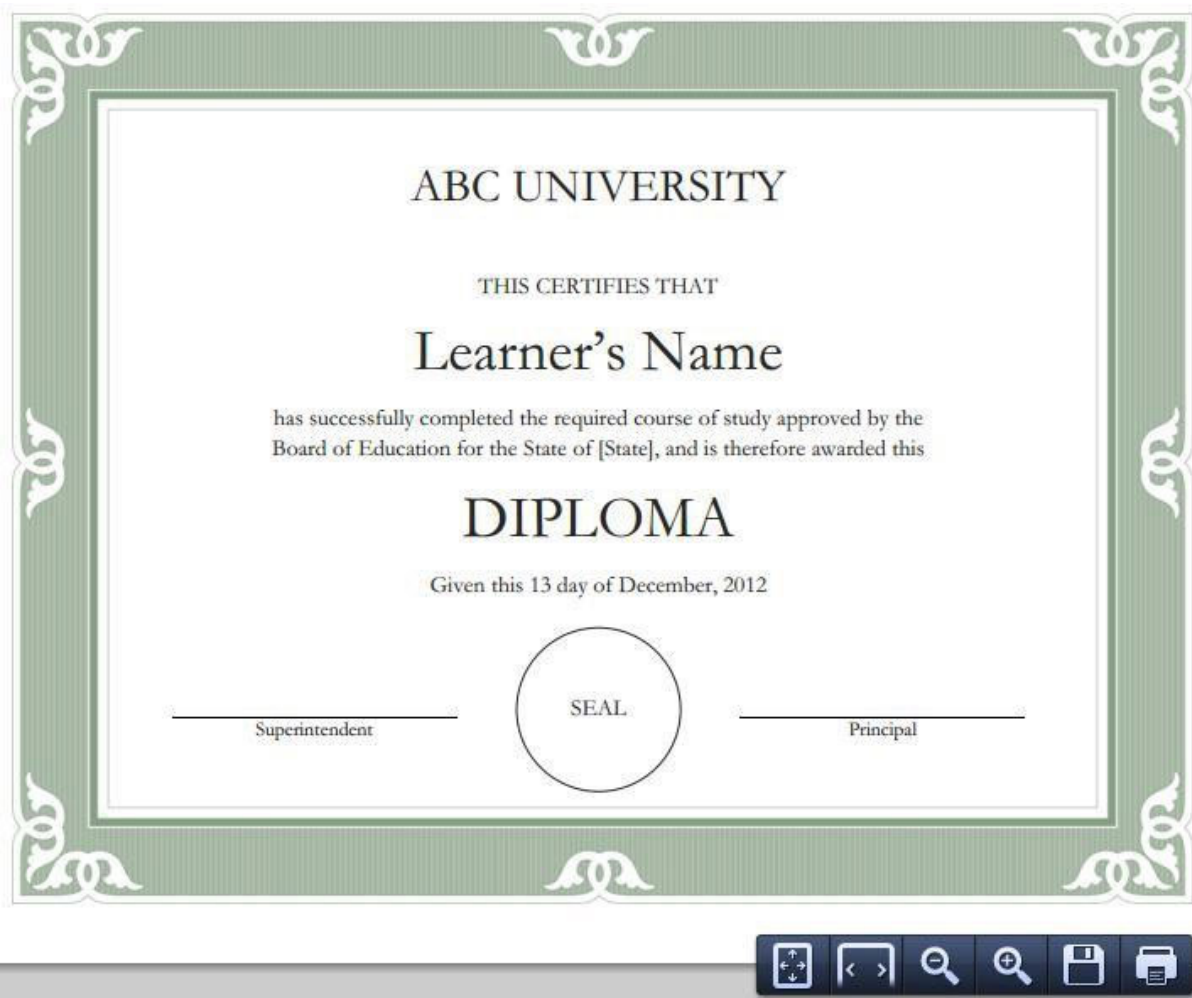 ABC UNIVERSITY
THIS CERTIFIES THAT
Learner’s Name
has successfully completed the required course of study approved by the
Board of Education for the State of [State], and is therefore awarded this
DIPLOMA
Given this 13 day of December, 2012
SEAL
Superintendent
Principal